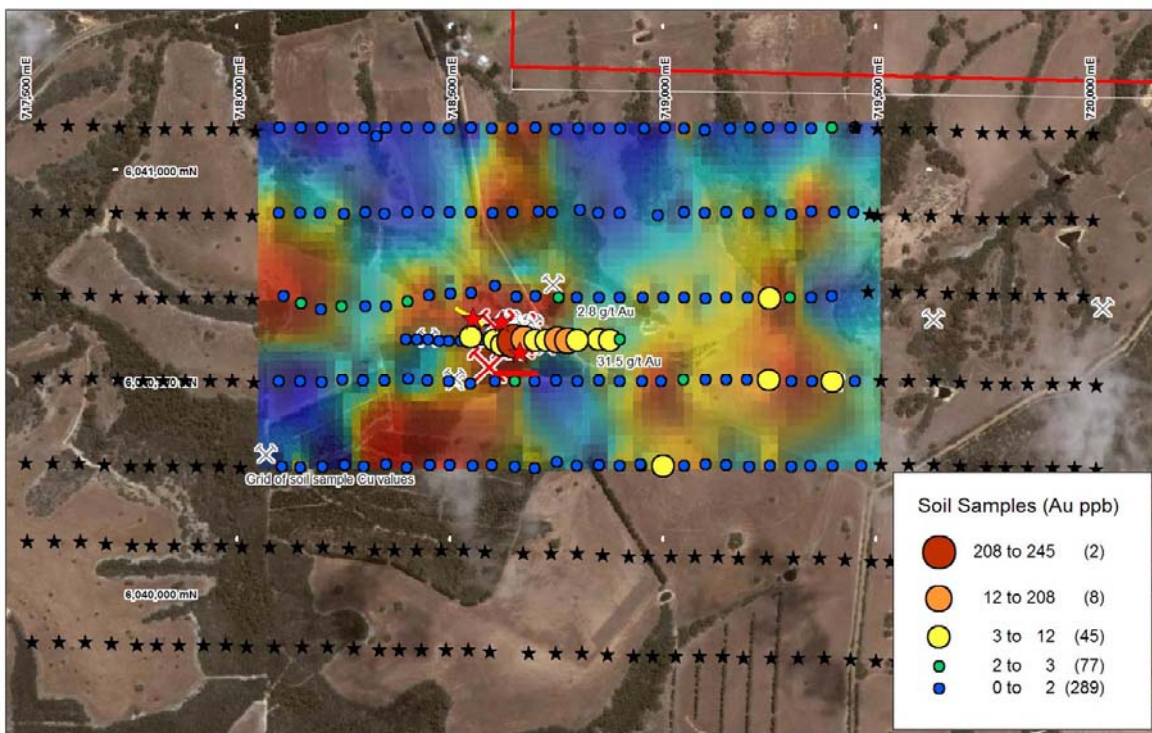 717,500 mE
718,000 mE
718,500 mE
719,000 mE
719,500 mE
720,000 mE
6,041,000 mN
2.8 g/t Au
31.5 g/t Au
Grid of soil sample Cu values
6,040,000 mN
Soil Samples (Au ppb)
208 to 245 (2)
12 to 208 (8)
3 to 12 (45)
2 to 3 (77)
0 to 2 (289)